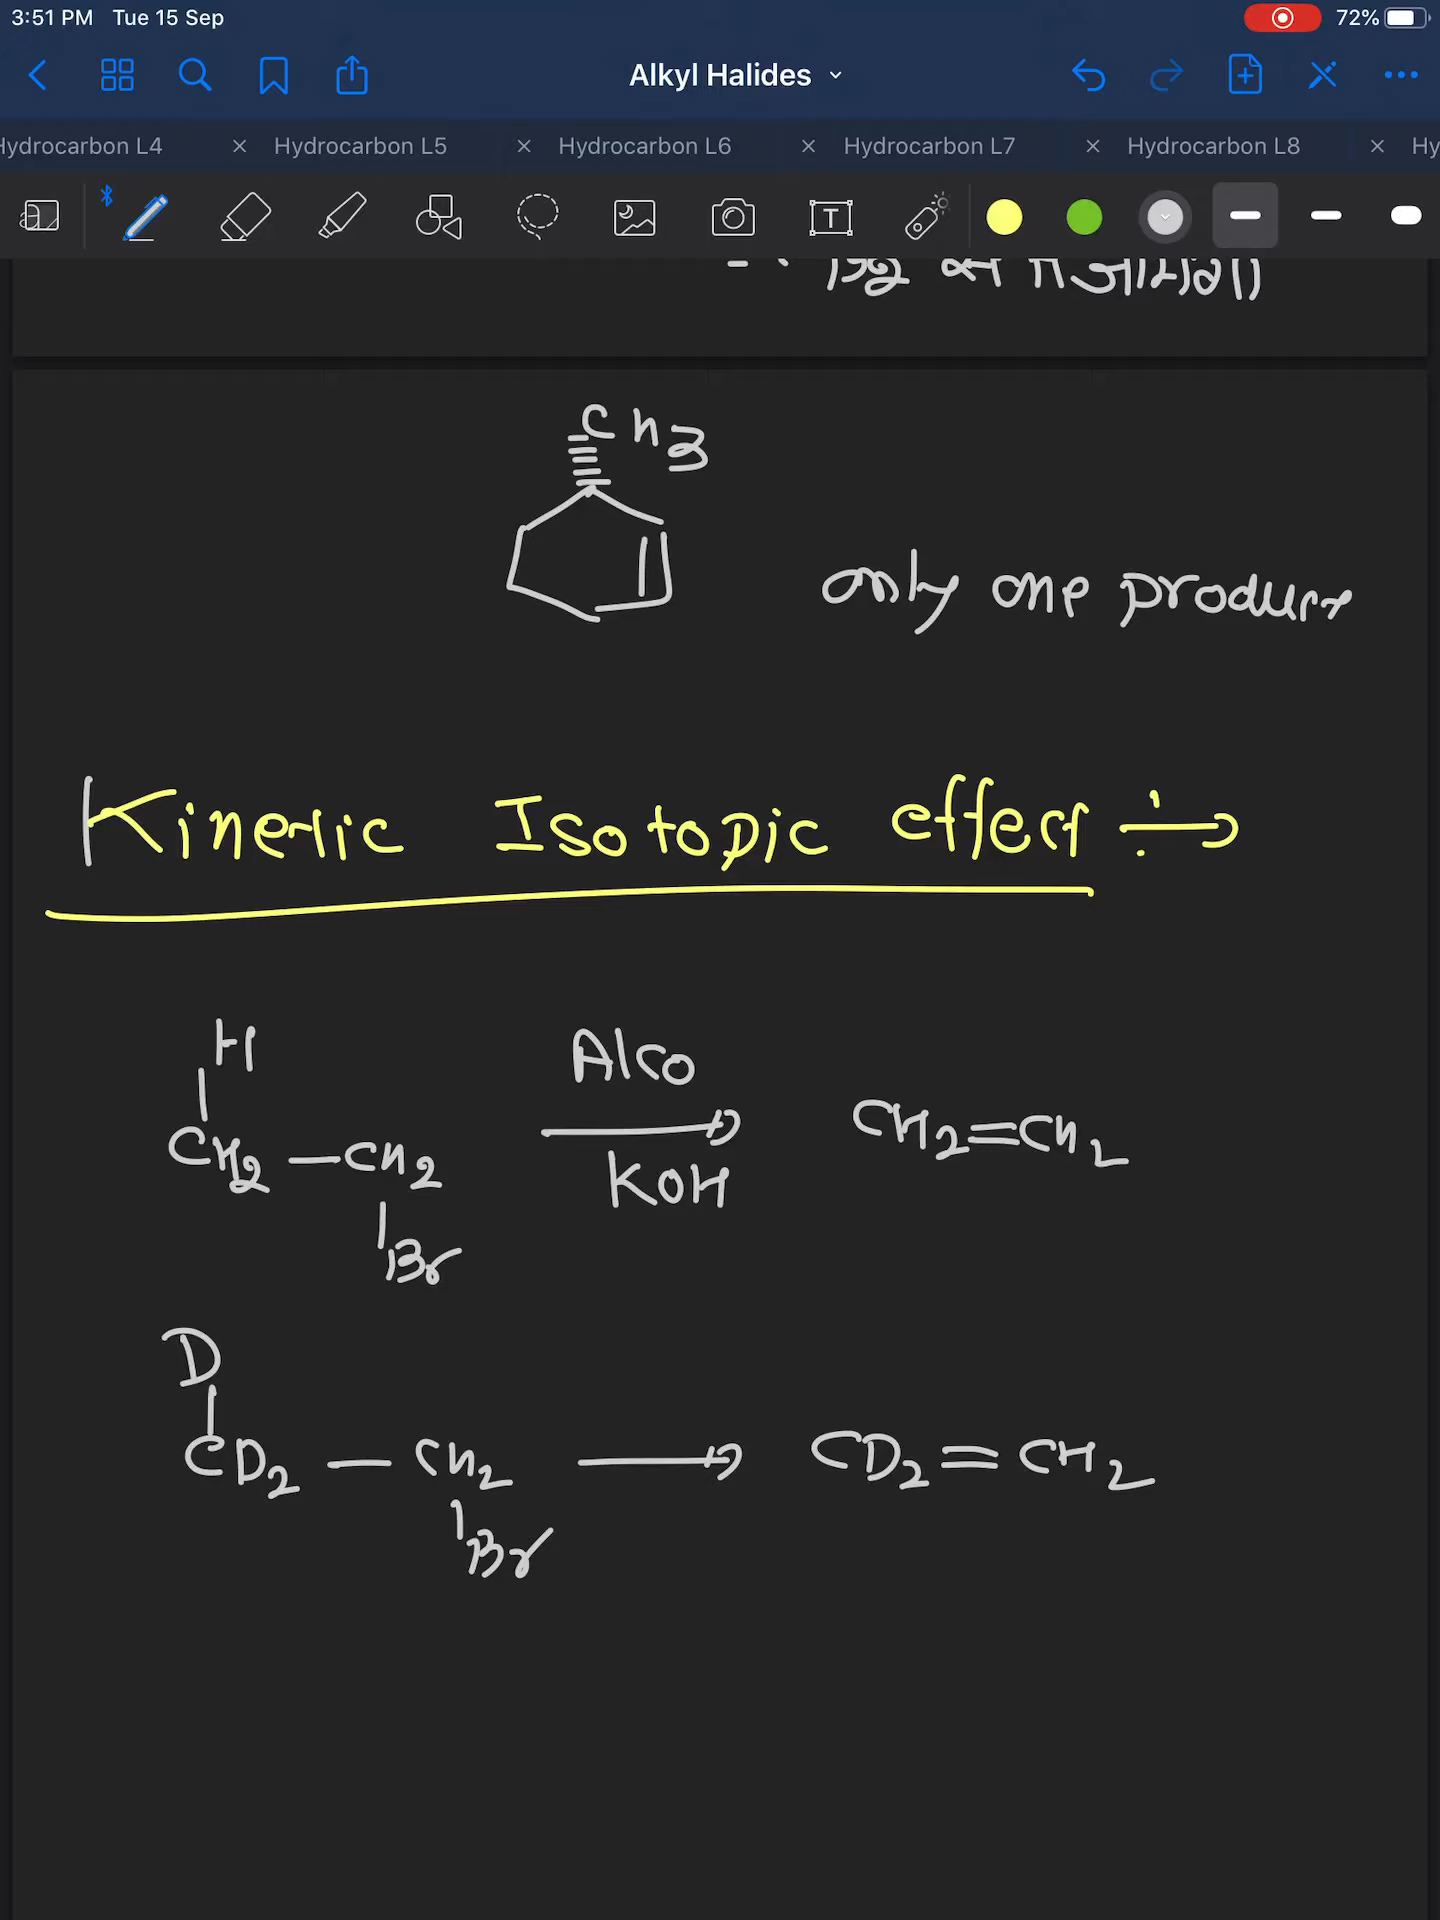 3:51 PM Tue 15 Sep 72%
Alkyl Halides
Hydrocarbon L4 × Hydrocarbon L5 × Hydrocarbon L6 × Hydrocarbon L7 × Hydrocarbon L8 × Hy
T
CH3
only one product
Kinetic Isotopic effect
H
Alco
CH2—CH2 CH2=CH2
KOH
Br
D
CD2 — CH2 CD2=CH2
Br